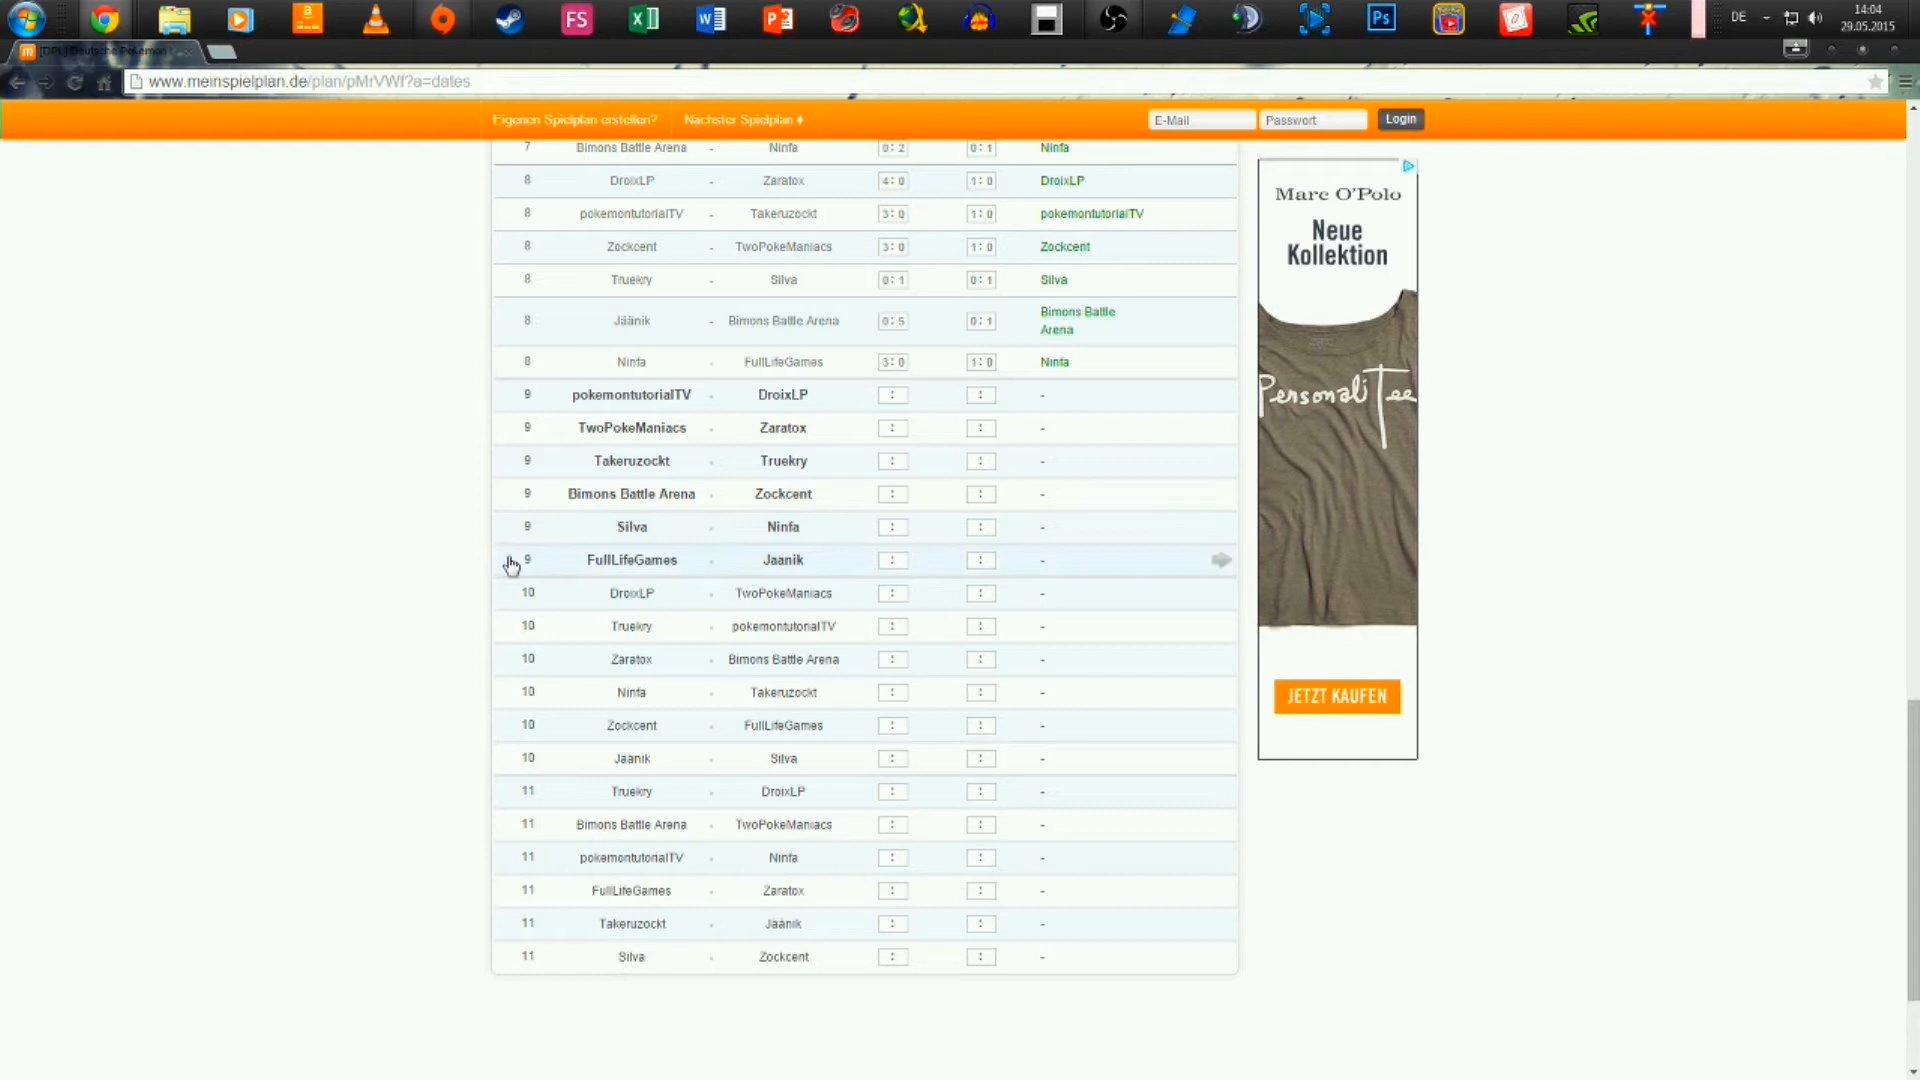 DE
14:04
29.05.2015
[DPL] Deutsche Pokemon
www.meinspielplan.de/plan/pMrVWf?a=dates
Eigenen Spielplan erstellen? Nächster Spielplan
E-Mail Passwort Login
7 Bimons Battle Arena - Ninfa 0:2 0:1 Ninfa
8 DroixLP - Zaratox 4:0 1:0 DroixLP
8 pokemontutorialTV - Takeruzockt 3:0 1:0 pokemontutorialTV
8 Zockcent - TwoPokeManiacs 3:0 1:0 Zockcent
8 Truekry - Silva 0:1 0:1 Silva
8 Jäänik - Bimons Battle Arena 0:5 0:1 Bimons Battle
Arena
8 Ninfa - FullLifeGames 3:0 1:0 Ninfa
9 pokemontutorialTV - DroixLP : : -
9 TwoPokeManiacs - Zaratox : : -
9 Takeruzockt - Truekry : : -
9 Bimons Battle Arena - Zockcent : : -
9 Silva - Ninfa : : -
9 FullLifeGames - Jäänik : : -
10 DroixLP - TwoPokeManiacs : : -
10 Truekry - pokemontutorialTV : : -
10 Zaratox - Bimons Battle Arena : : -
10 Ninfa - Takeruzockt : : -
10 Zockcent - FullLifeGames : : -
10 Jäänik - Silva : : -
11 Truekry - DroixLP : : -
11 Bimons Battle Arena - TwoPokeManiacs : : -
11 pokemontutorialTV - Ninfa : : -
11 FullLifeGames - Zaratox : : -
11 Takeruzockt - Jäänik : : -
11 Silva - Zockcent : : -
Marc O'Polo
Neue
Kollektion
Personali Tee
JETZT KAUFEN